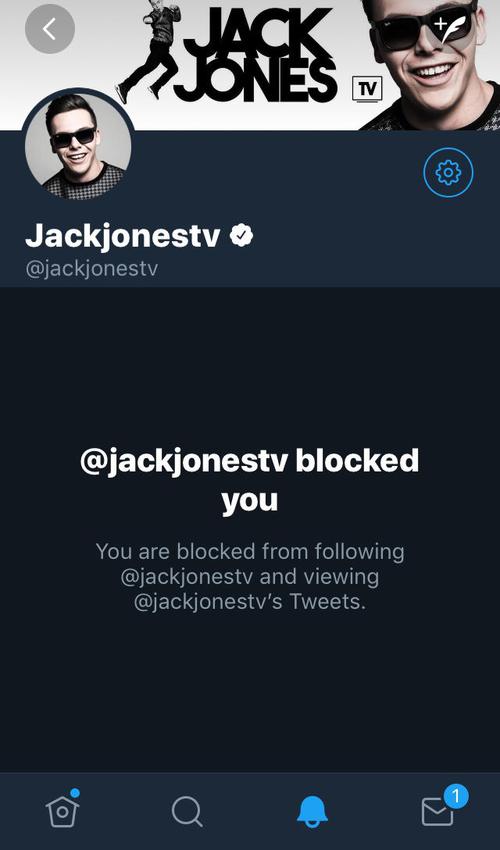 JACK
JONES
TV
Jackjonestv
@jackjonestv
@jackjonestv blocked
you
You are blocked from following
@jackjonestv and viewing
@jackjonestv’s Tweets.
1